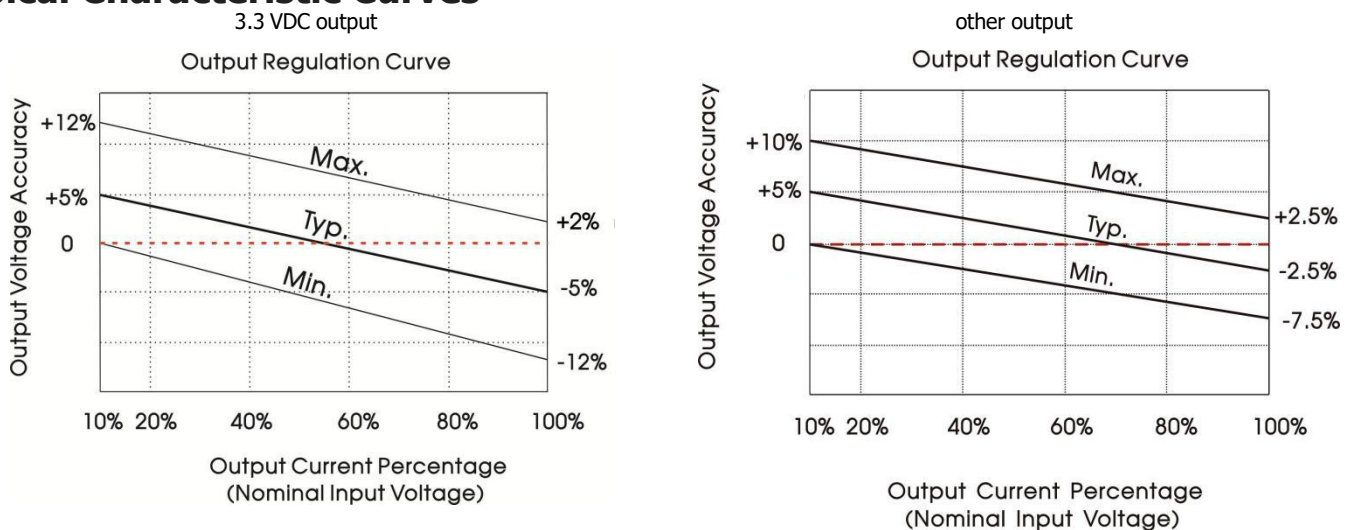 ical Characteristic Curves
3.3 VDC output
Output Regulation Curve
Output Voltage Accuracy
+12%
+5%
0
Max.
Typ.
Min.
+2%
-5%
-12%
10% 20% 40% 60% 80% 100%
Output Current Percentage
(Nominal Input Voltage)
other output
Output Regulation Curve
Output Voltage Accuracy
+10%
+5%
0
Max.
Typ.
Min.
+2.5%
-2.5%
-7.5%
10% 20% 40% 60% 80% 100%
Output Current Percentage
(Nominal Input Voltage)